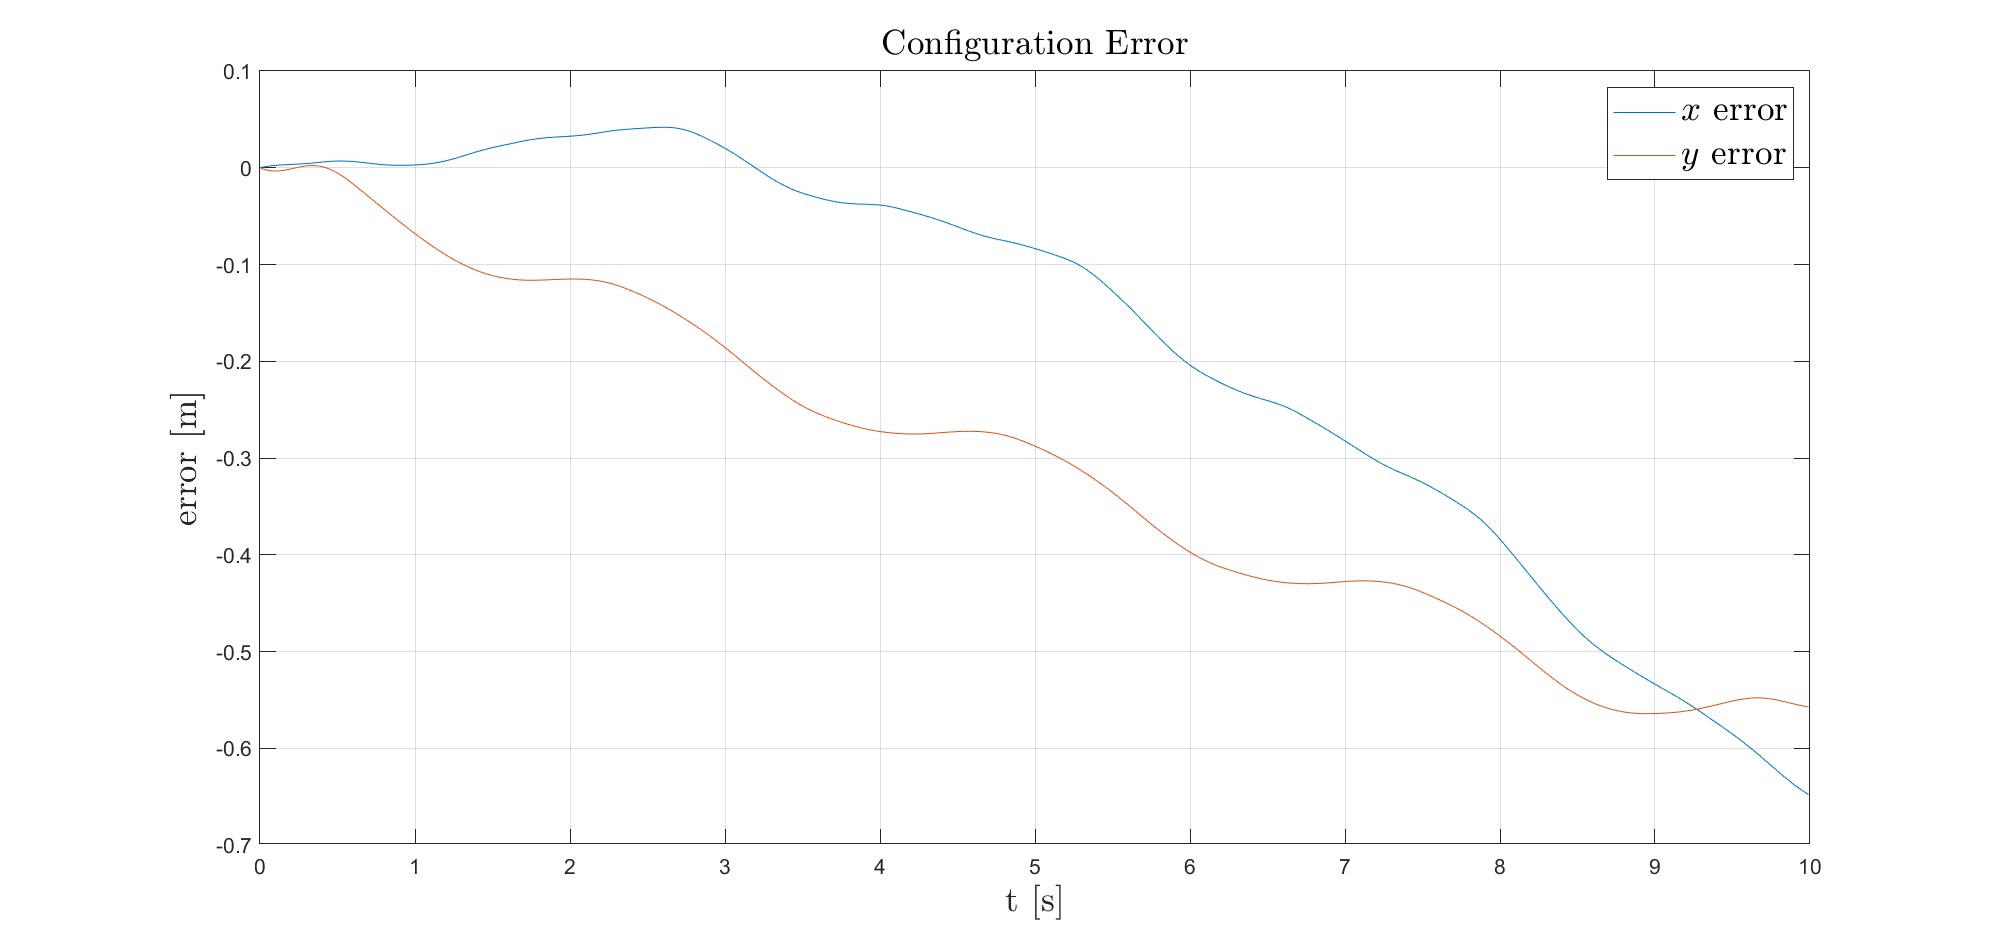 Configuration Error
x error
y error
0.1
0
-0.1
-0.2
-0.3
-0.4
-0.5
-0.6
-0.7
error [m]
0 1 2 3 4 5 6 7 8 9 10
t [s]